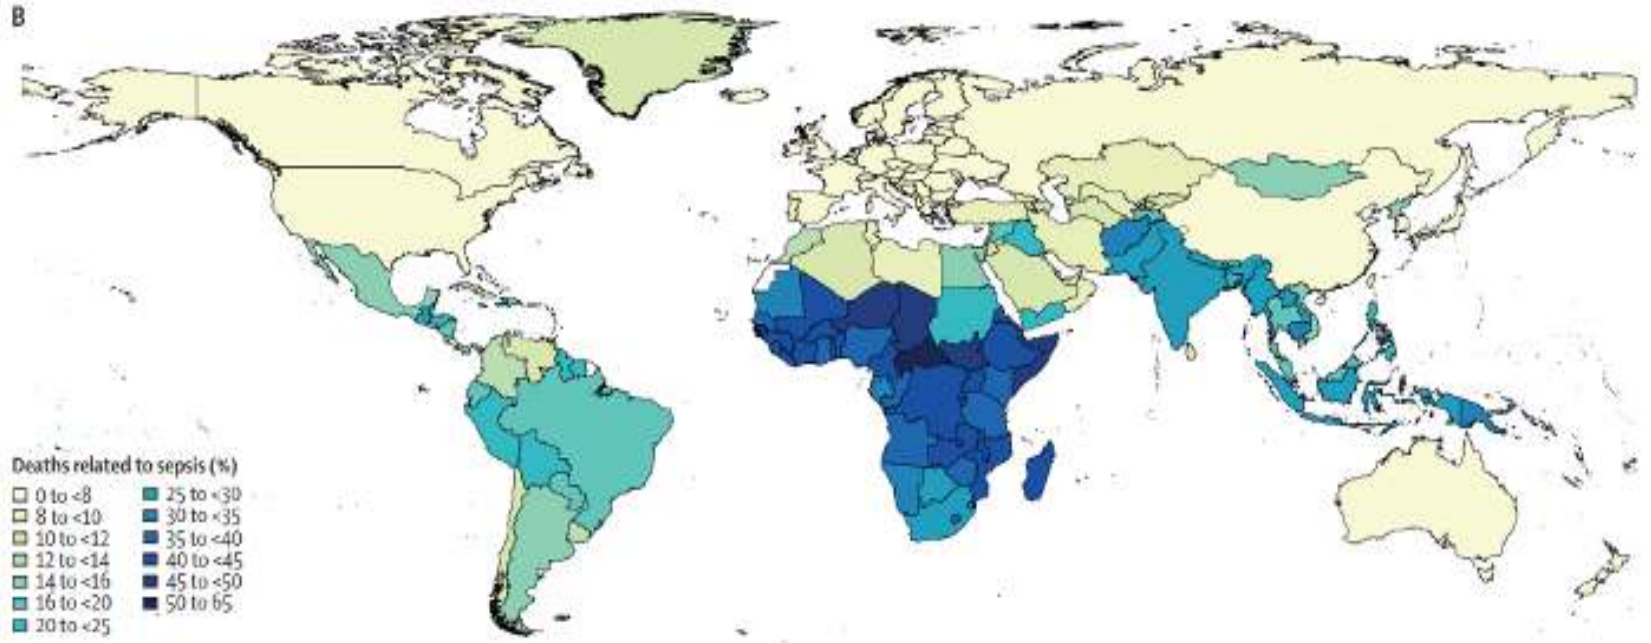 B
Deaths related to sepsis (%)
0 to <8
8 to <10
10 to <12
12 to <14
14 to <16
16 to <20
20 to <25
25 to <30
30 to <35
35 to <40
40 to <45
45 to <50
50 to 65